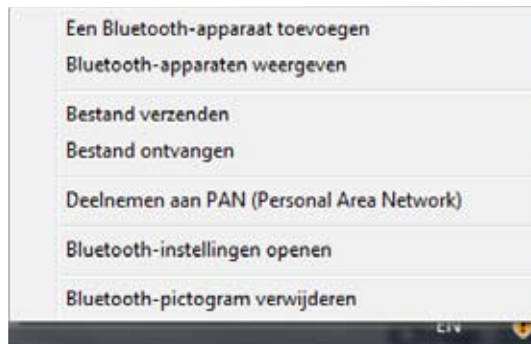 Een Bluetooth-apparaat toevoegen
Bluetooth-apparaten weergeven
Bestand verzenden
Bestand ontvangen
Deelnemen aan PAN (Personal Area Network)
Bluetooth-instellingen openen
Bluetooth-pictogram verwijderen
EN